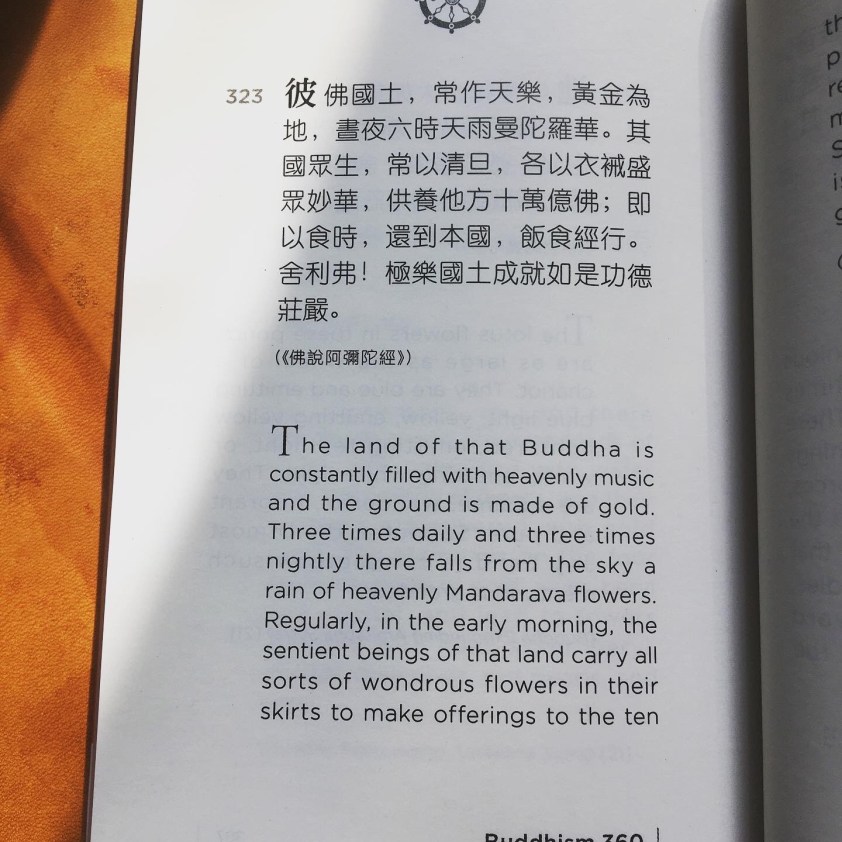 323 彼佛國土，常作天樂，黃金為
地，晝夜六時天雨曼陀羅華。其
國眾生，常以清旦，各以衣裓盛
眾妙華，供養他方十萬億佛；即
以食時，還到本國，飯食經行。
舍利弗！極樂國土成就如是功德
莊嚴。
（《佛說阿彌陀經》）
The land of that Buddha is
constantly filled with heavenly music
and the ground is made of gold.
Three times daily and three times
nightly there falls from the sky a
rain of heavenly Mandarava flowers.
Regularly, in the early morning, the
sentient beings of that land carry all
sorts of wondrous flowers in their
skirts to make offerings to the ten
Buddhism 360